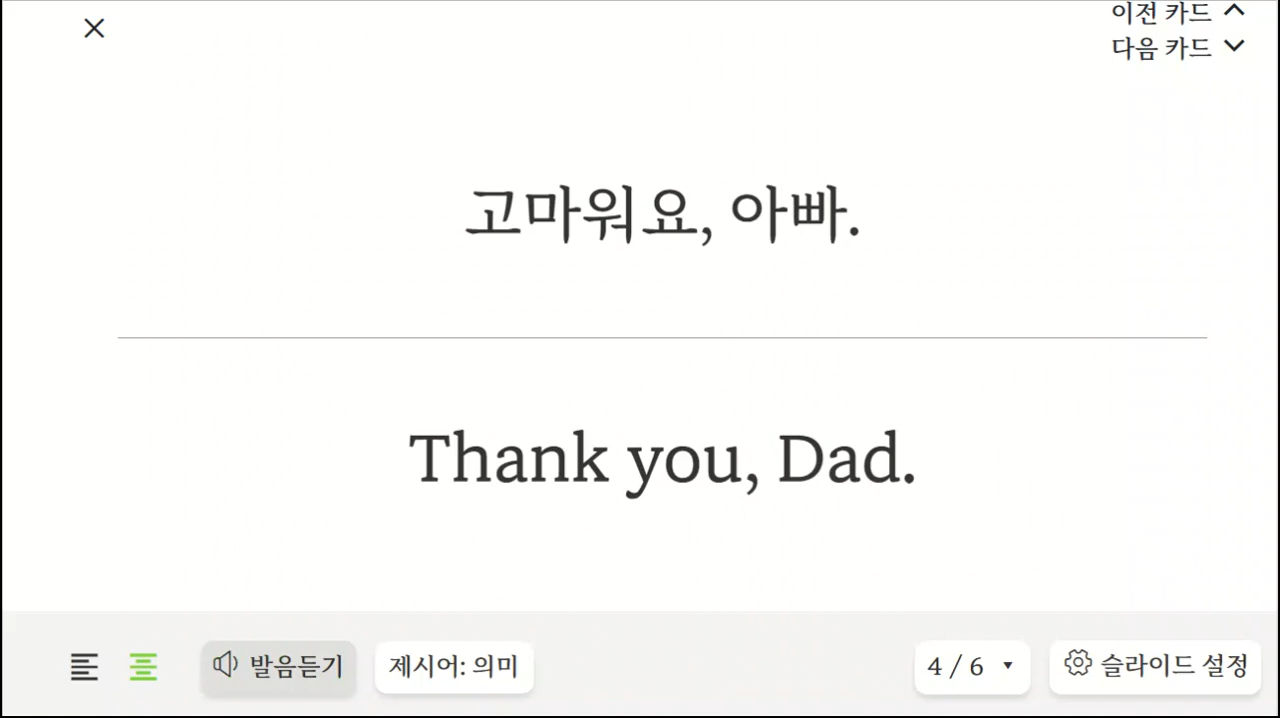 이전 카드
다음 카드
고마워요, 아빠.
Thank you, Dad.
발음듣기
제시어: 의미
4 / 6
슬라이드 설정